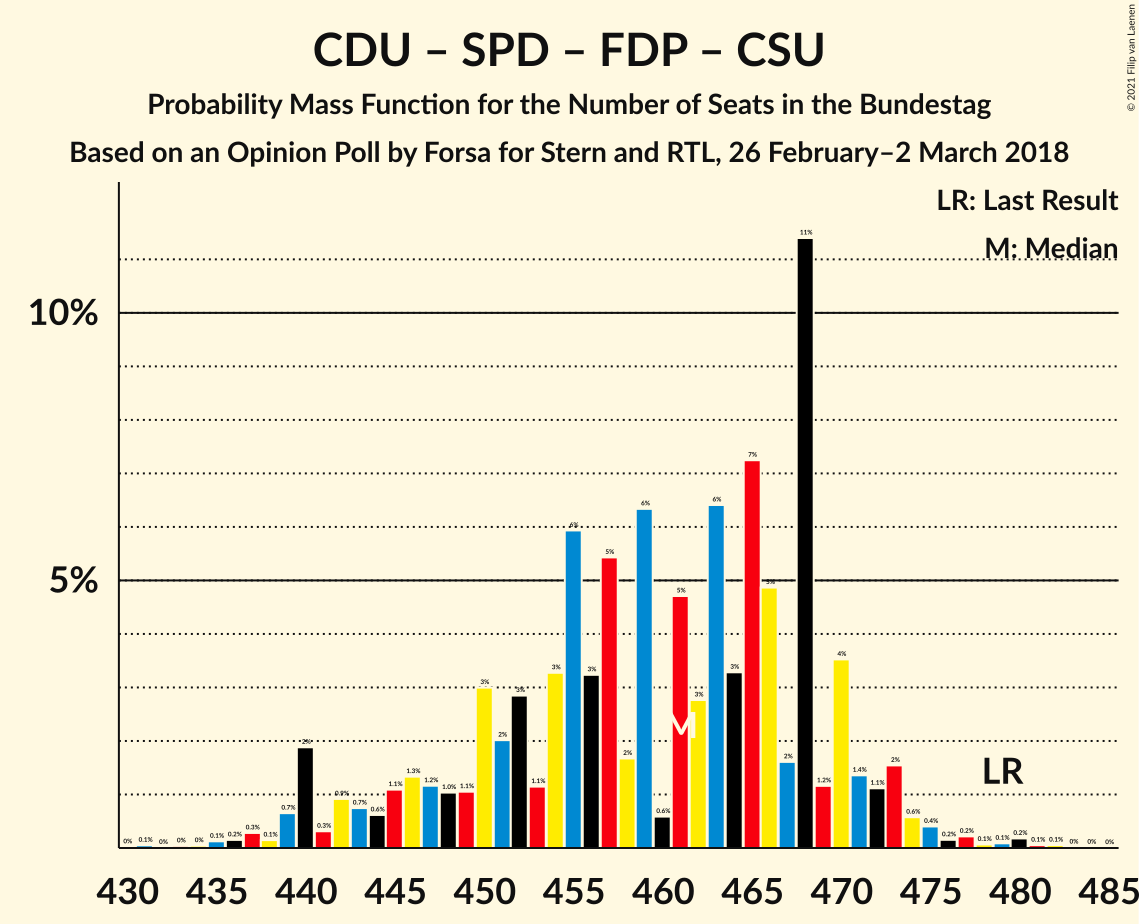 CDU – SPD – FDP – CSU
Probability Mass Function for the Number of Seats in the Bundestag
Based on an Opinion Poll by Forsa for Stern and RTL, 26 February–2 March 2018
© 2021 Filip van Laenen
LR: Last Result
M: Median
10%
5%
0% 0.1% 0% 0% 0% 0.1% 0.2% 0.3% 0.1% 0.7% 2% 0.3% 0.9% 0.7% 0.6% 1.1% 1.3% 1.2% 1.0% 1.1% 3% 2% 3% 1.1% 3% 6% 3% 5% 2% 6% 0.6% 5% 3% 6% 3% 7% 5% 2% 11% 1.2% 4% 1.4% 1.1% 2% 0.6% 0.4% 0.2% 0.2% 0.1% 0.1% 0.2% 0.1% 0.1% 0% 0% 0%
M
LR
430 435 440 445 450 455 460 465 470 475 480 485